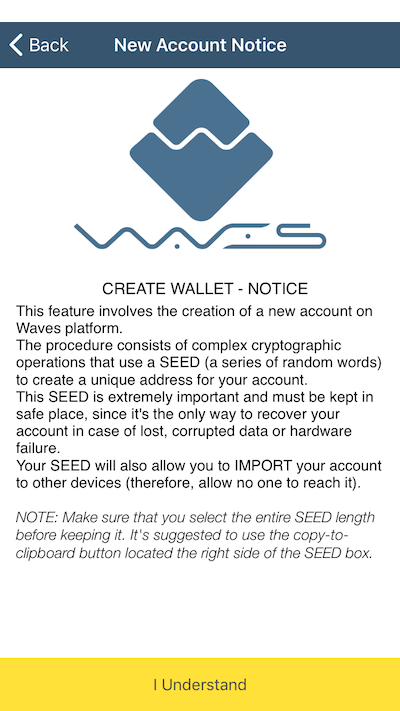 Back
New Account Notice
WAVES
CREATE WALLET - NOTICE
This feature involves the creation of a new account on
Waves platform.
The procedure consists of complex cryptographic
operations that use a SEED (a series of random words)
to create a unique address for your account.
This SEED is extremely important and must be kept in
safe place, since it's the only way to recover your
account in case of lost, corrupted data or hardware
failure.
Your SEED will also allow you to IMPORT your account
to other devices (therefore, allow no one to reach it).
NOTE: Make sure that you select the entire SEED length
before keeping it. It's suggested to use the copy-to-
clipboard button located the right side of the SEED box.
I Understand